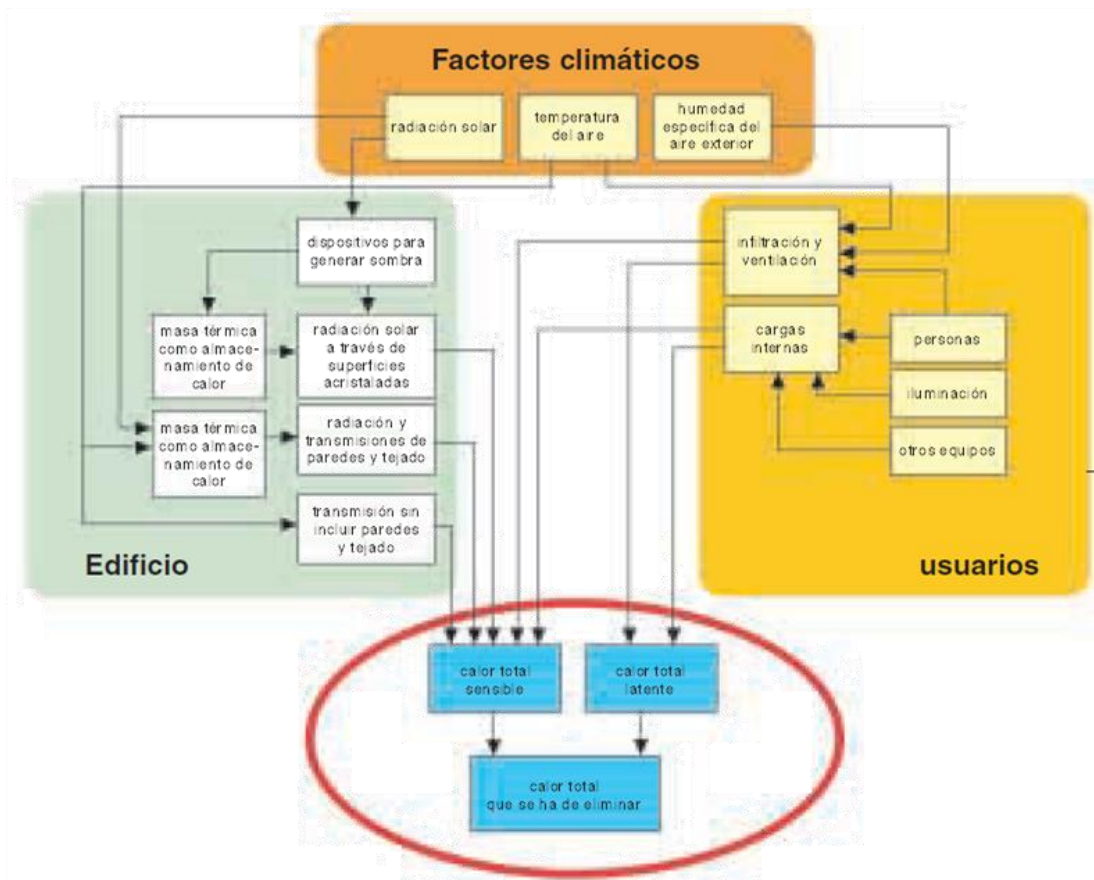 Factores climáticos
radiación solar
temperatura
del aire
humedad
específica del
aire exterior
dispositivos para
generar sombra
masa térmica
como almace-
namiento de
calor
radiación solar
a través de
superficies
acristaladas
masa térmica
como almace-
namiento de
calor
radiación y
transmisiones de
paredes y tejado
transmisión sin
incluir paredes
y tejado
Edificio
infiltración y
ventilación
cargas
internas
personas
iluminación
otros equipos
usuarios
calor total
sensible
calor total
latente
calor total
que se ha de eliminar